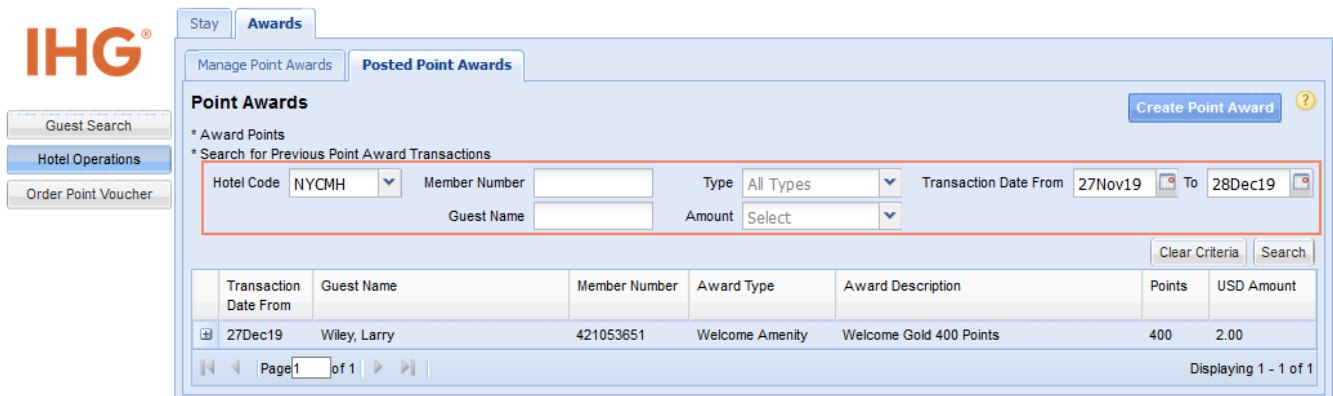 IHG®
Guest Search
Hotel Operations
Order Point Voucher
Stay Awards
Manage Point Awards Posted Point Awards
Point Awards
Create Point Award ?
* Award Points
* Search for Previous Point Award Transactions
Hotel Code NYCMH Member Number Type All Types Transaction Date From 27Nov19 To 28Dec19
Guest Name Amount Select
Clear Criteria Search
Transaction Date From Guest Name Member Number Award Type Award Description Points USD Amount
27Dec19 Wiley, Larry 421053651 Welcome Amenity Welcome Gold 400 Points 400 2.00
Page 1 of 1 Displaying 1 - 1 of 1